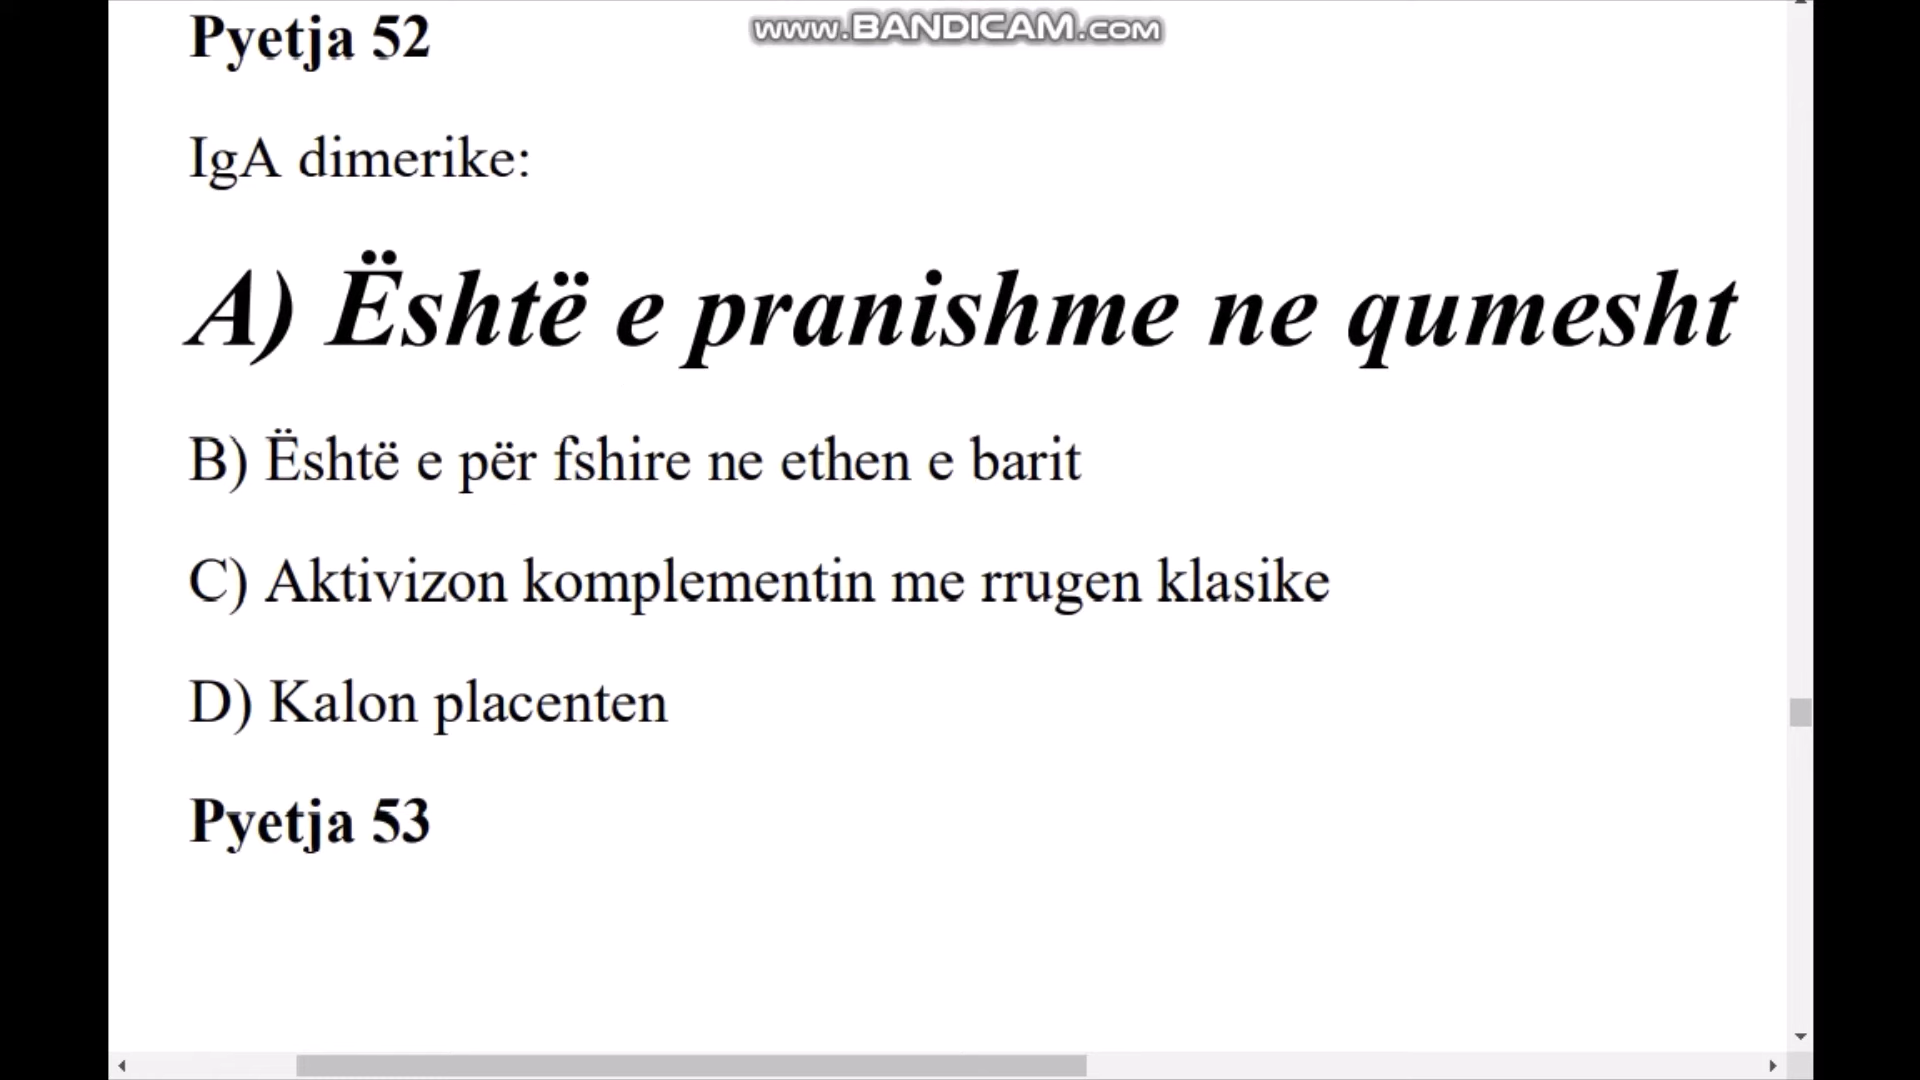 www.BANDICAM.com
Pyetja 52
IgA dimerike:
A) Është e pranishme ne qumesht
B) Është e për fshire ne ethen e barit
C) Aktivizon komplementin me rrugen klasike
D) Kalon placenten
Pyetja 53